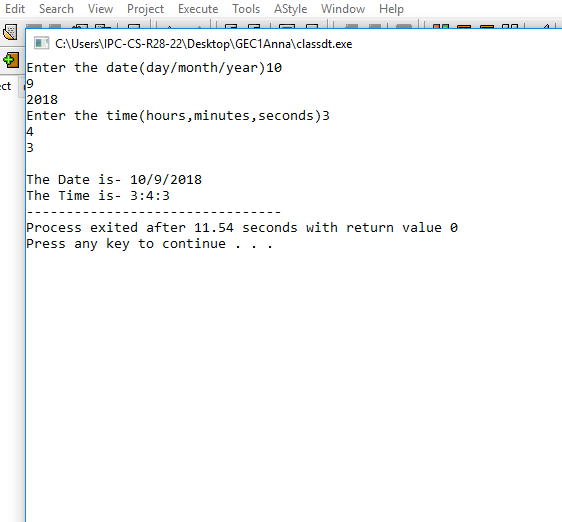 Edit Search View Project Execute Tools AStyle Window Help
C:\Users\IPC-CS-R28-22\Desktop\GEC1Anna\classdt.exe
Enter the date(day/month/year)10
9
2018
Enter the time(hours,minutes,seconds)3
4
3
The Date is- 10/9/2018
The Time is- 3:4:3
--------------------------------
Process exited after 11.54 seconds with return value 0
Press any key to continue . . .